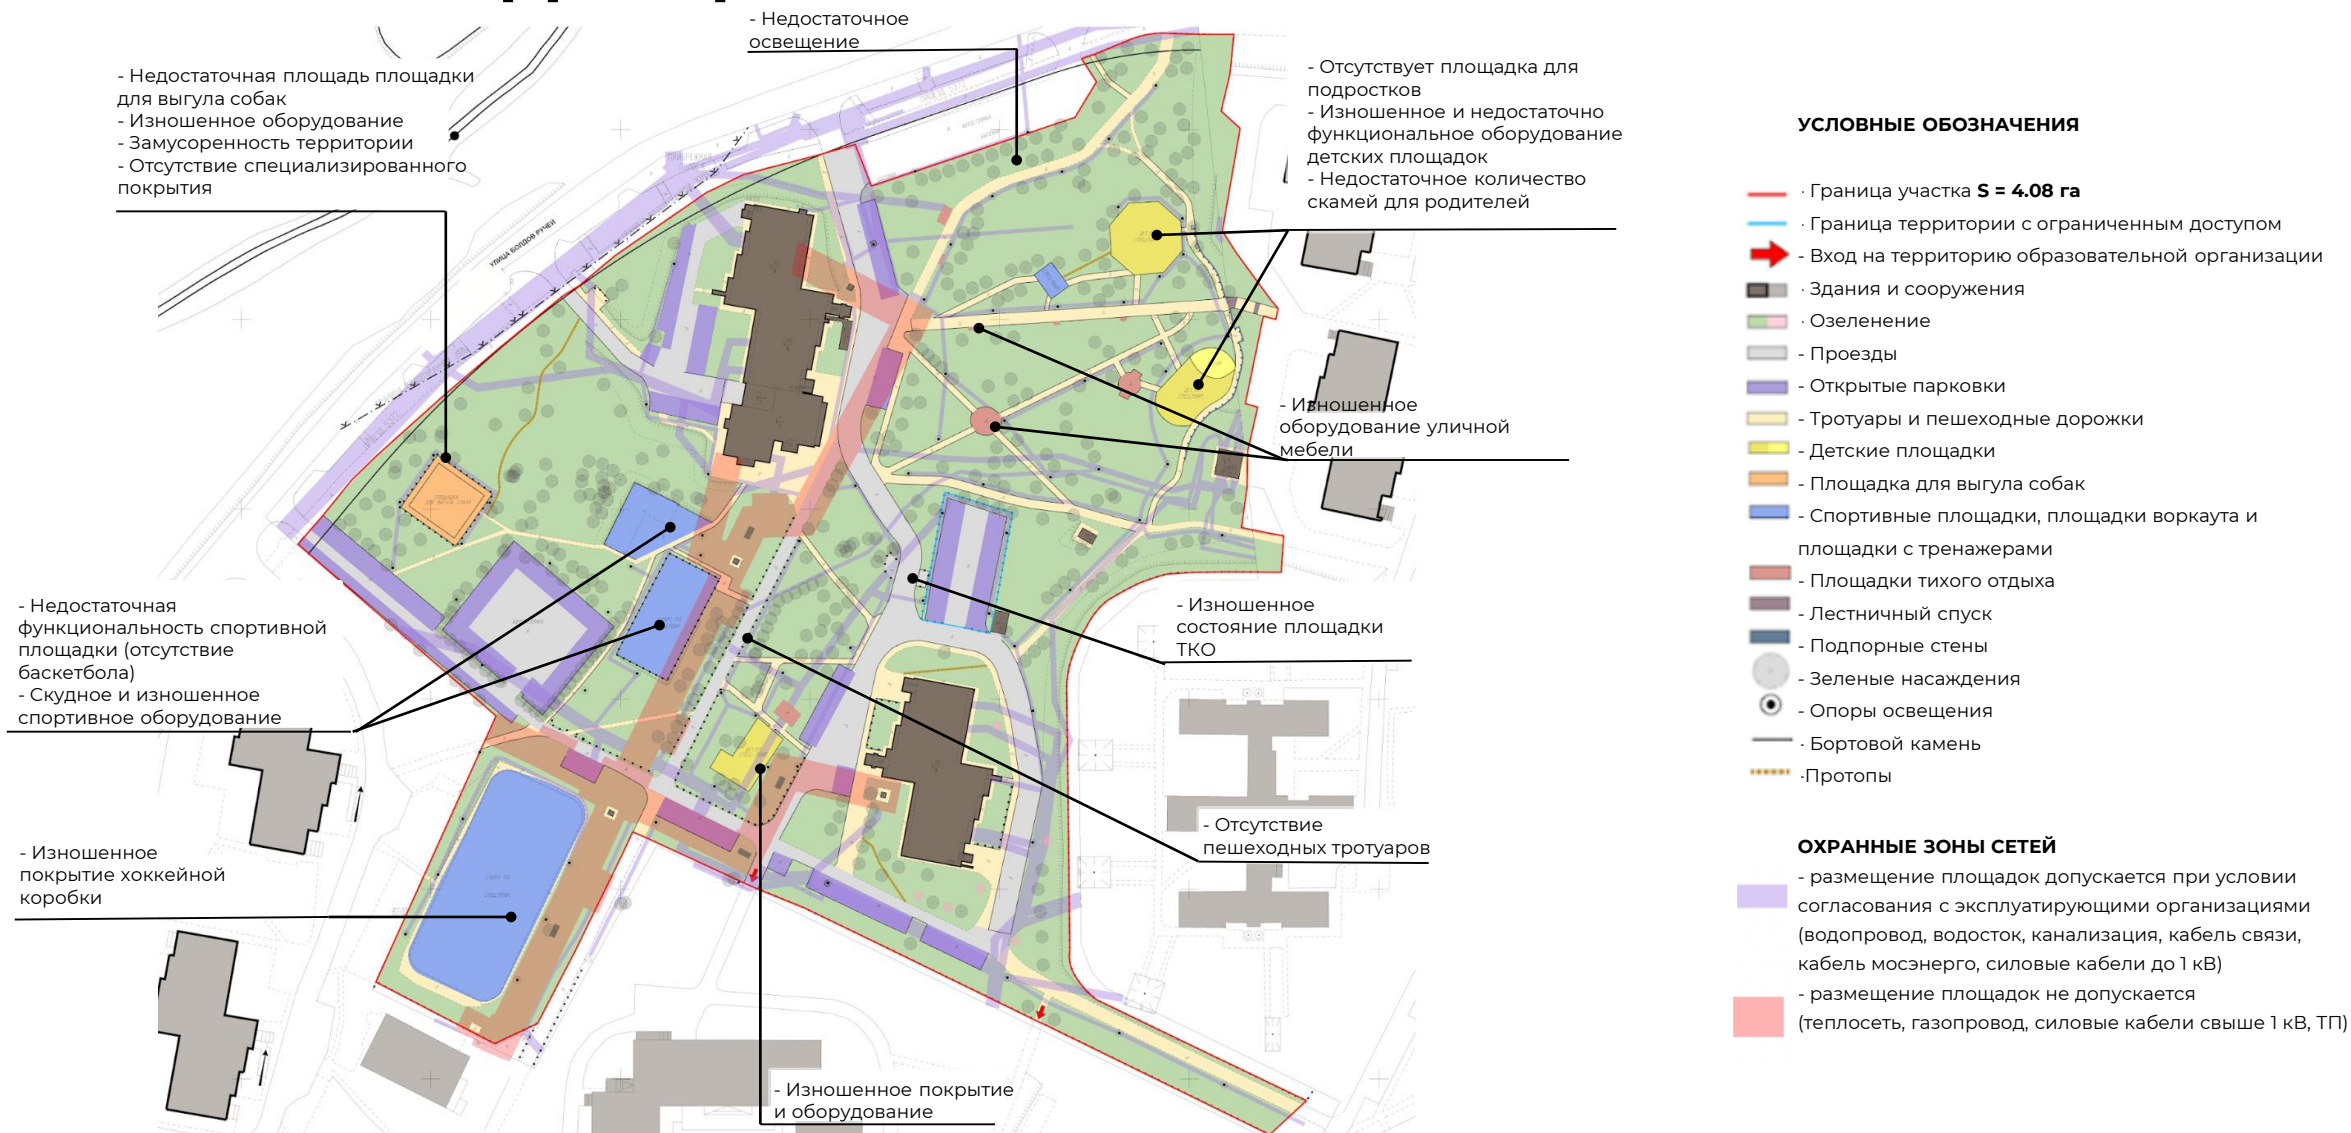 - Недостаточное
освещение
- Недостаточная площадь площадки
для выгула собак
- Изношенное оборудование
- Замусоренность территории
- Отсутствие специализированного
покрытия
- Отсутствует площадка для
подростков
- Изношенное и недостаточно
функциональное оборудование
детских площадок
- Недостаточное количество
скамей для родителей
УЛИЦА БОЛДОВ РУЧЕЙ
- Изношенное
оборудование уличной
мебели
- Недостаточная
функциональность спортивной
площадки (отсутствие
баскетбола)
- Скудное и изношенное
спортивное оборудование
- Изношенное
состояние площадки
ТКО
- Отсутствие
пешеходных тротуаров
- Изношенное
покрытие хоккейной
коробки
- Изношенное покрытие
и оборудование
УСЛОВНЫЕ ОБОЗНАЧЕНИЯ
· Граница участка S = 4.08 га
· Граница территории с ограниченным доступом
- Вход на территорию образовательной организации
· Здания и сооружения
· Озеленение
- Проезды
- Открытые парковки
- Тротуары и пешеходные дорожки
- Детские площадки
- Площадка для выгула собак
- Спортивные площадки, площадки воркаута и
площадки с тренажерами
- Площадки тихого отдыха
- Лестничный спуск
- Подпорные стены
- Зеленые насаждения
- Опоры освещения
· Бортовой камень
·Протопы
ОХРАННЫЕ ЗОНЫ СЕТЕЙ
- размещение площадок допускается при условии
согласования с эксплуатирующими организациями
(водопровод, водосток, канализация, кабель связи,
кабель мосэнерго, силовые кабели до 1 кВ)
- размещение площадок не допускается
(теплосеть, газопровод, силовые кабели свыше 1 кВ, ТП)